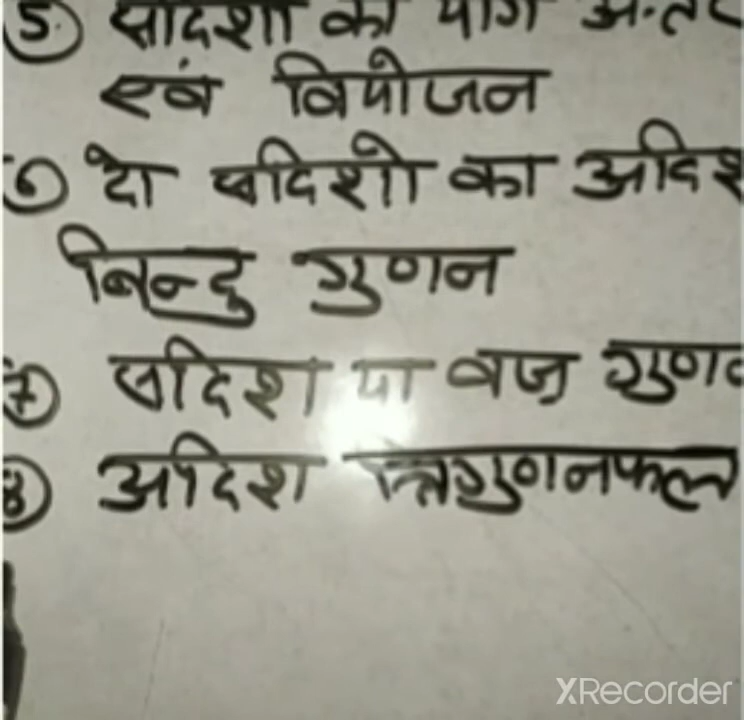 5. सदिशों का योग अन्तर
एवं वियोजन
6 दो सदिशों का अदिश
बिन्दु गुणन
7 सदिश या वज्र गुणन
8 अदिश त्रिगुणनफल
XRecorder